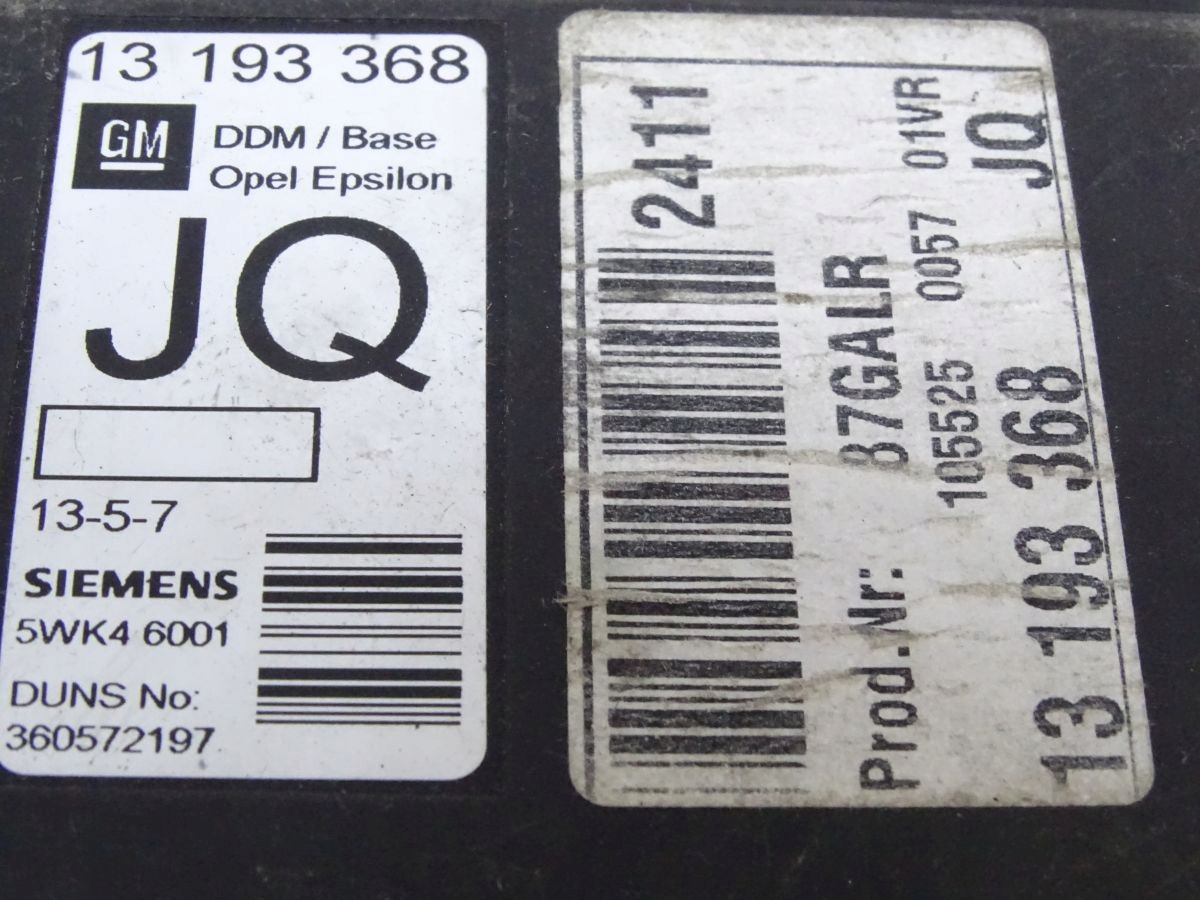 13 193 368
GM
DDM / Base
Opel Epsilon
JQ
13-5-7
SIEMENS
5WK4 6001
DUNS No:
360572197
2411
Prod.Nr: 87GALR
105525 0057 01VR
13 193 368 JQ